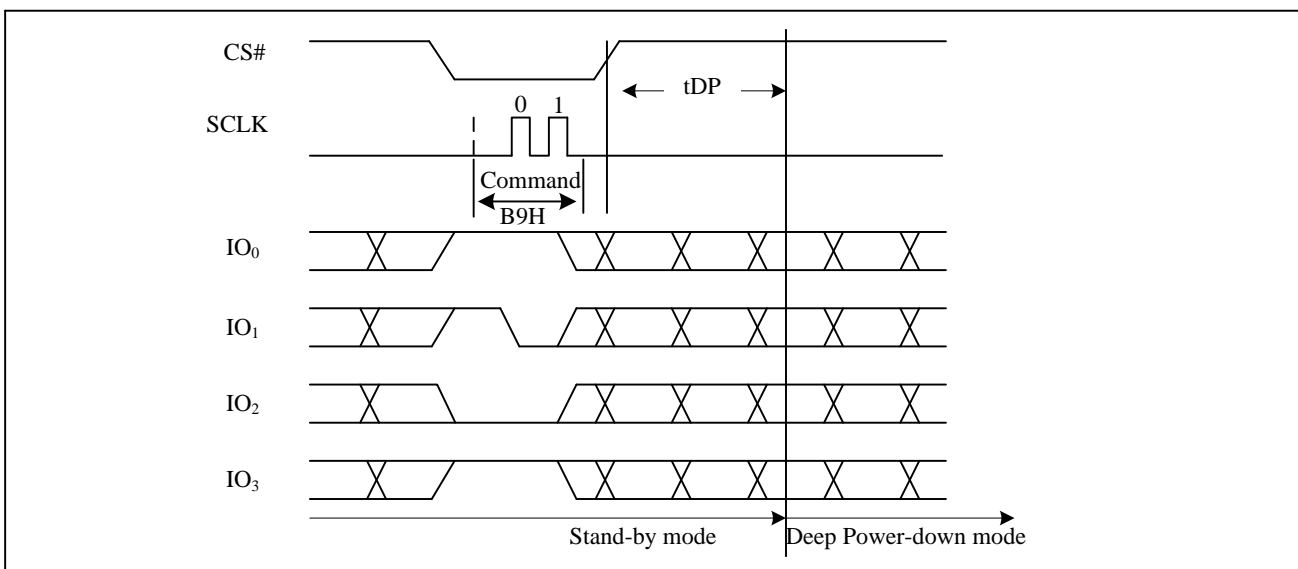 CS#
tDP
SCLK
0 1
Command
B9H
IO₀
IO₁
IO₂
IO₃
Stand-by mode
Deep Power-down mode